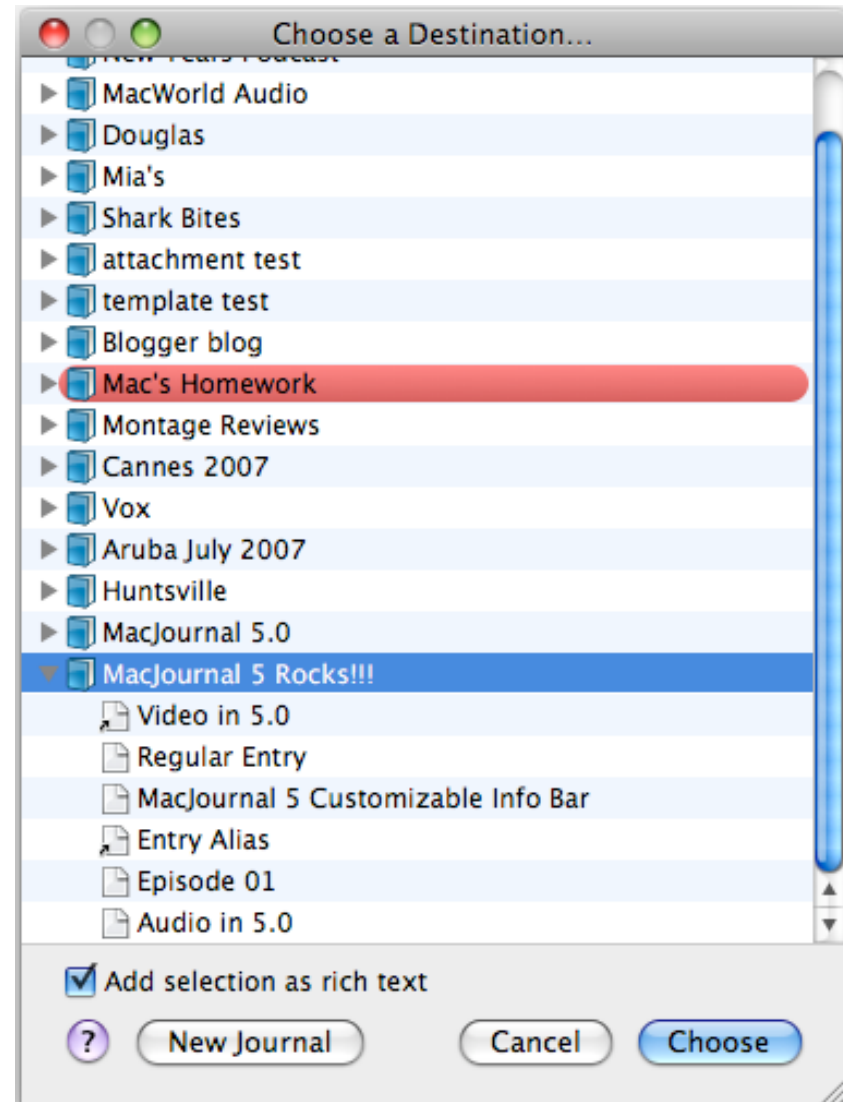 Choose a Destination...
New Years Podcast
MacWorld Audio
Douglas
Mia's
Shark Bites
attachment test
template test
Blogger blog
Mac's Homework
Montage Reviews
Cannes 2007
Vox
Aruba July 2007
Huntsville
MacJournal 5.0
MacJournal 5 Rocks!!!
Video in 5.0
Regular Entry
MacJournal 5 Customizable Info Bar
Entry Alias
Episode 01
Audio in 5.0
Add selection as rich text
? New Journal Cancel Choose